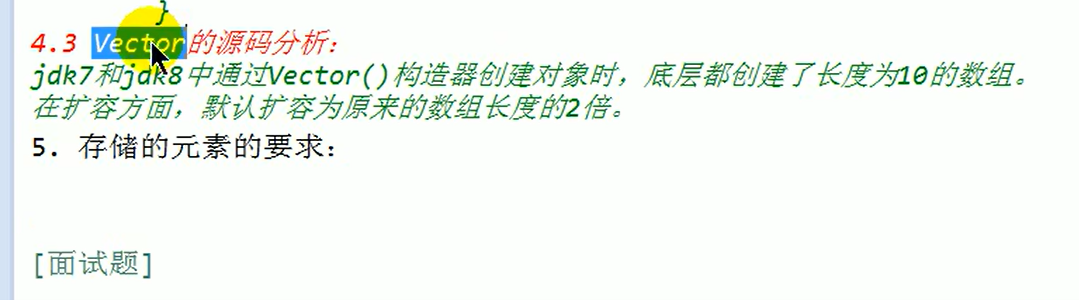 }
4.3 Vector的源码分析：
jdk7和jdk8中通过Vector()构造器创建对象时，底层都创建了长度为10的数组。
在扩容方面，默认扩容为原来的数组长度的2倍。
5. 存储的元素的要求：
[面试题]